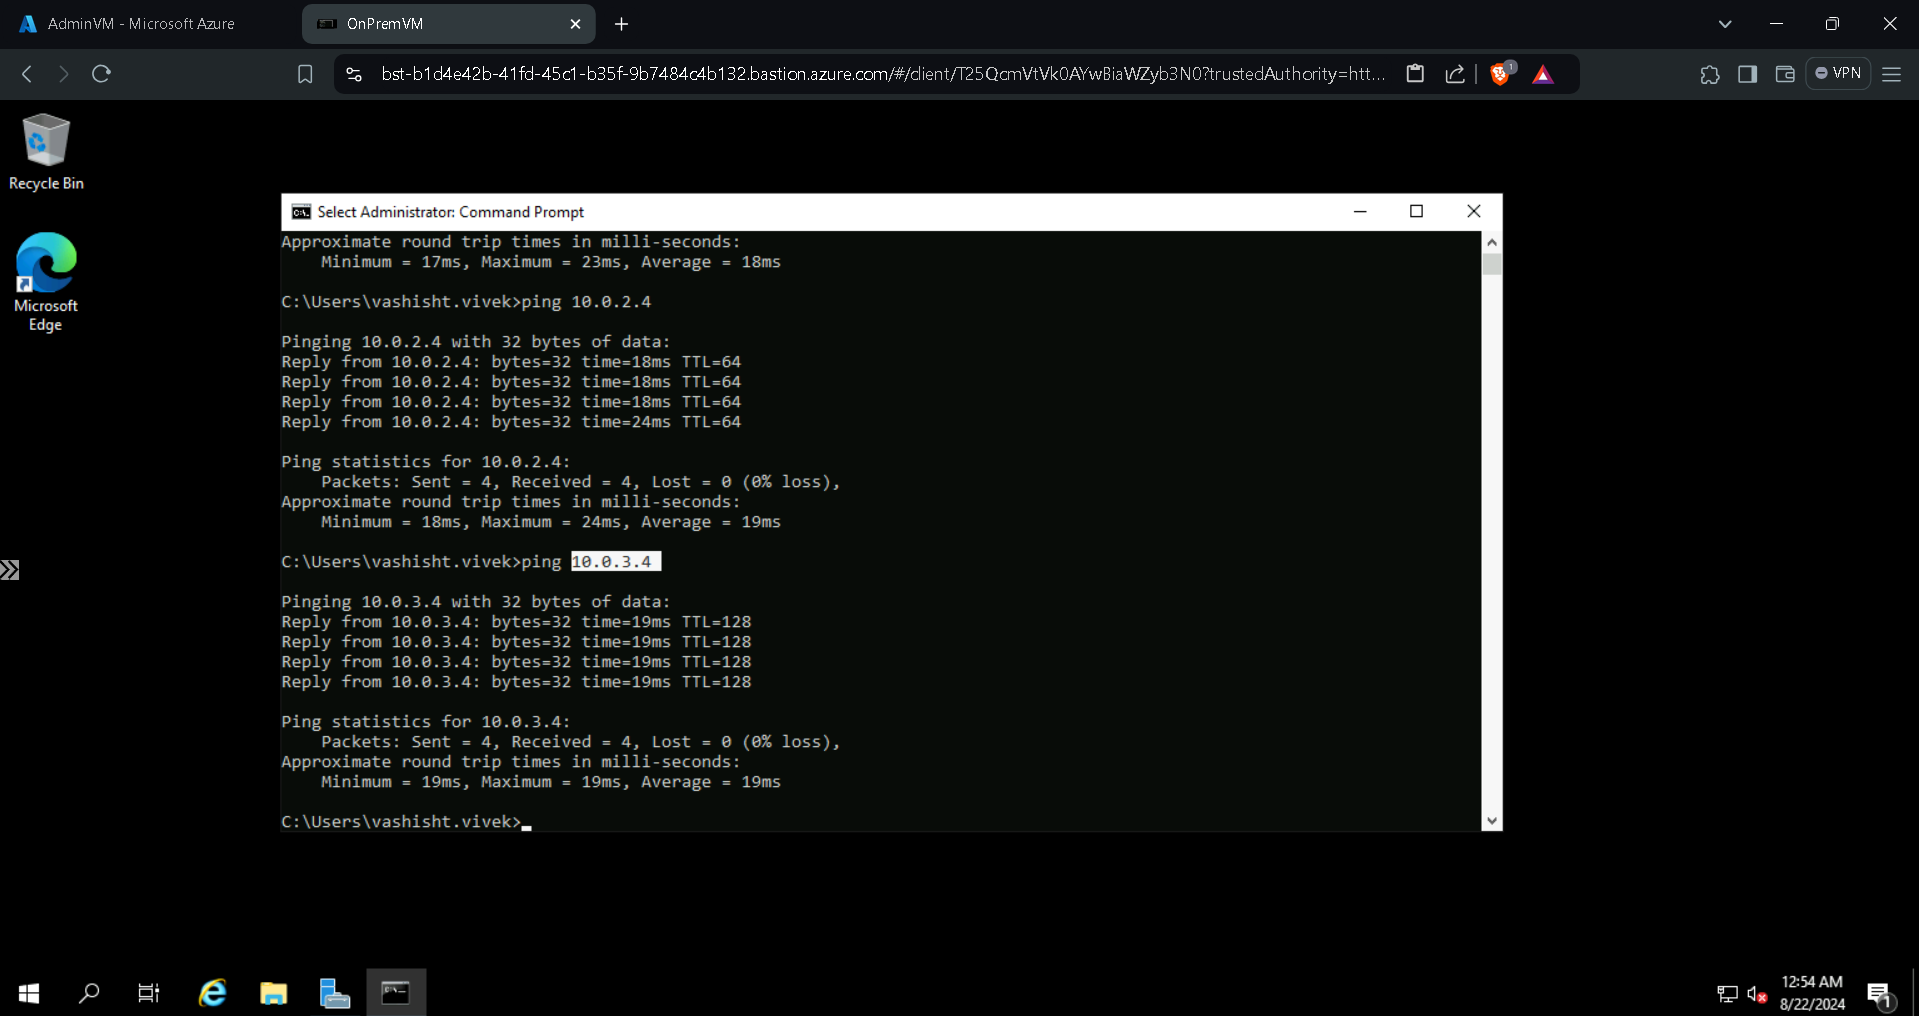 AdminVM - Microsoft Azure
OnPremVM
bst-b1d4e42b-41fd-45c1-b35f-9b7484c4b132.bastion.azure.com/#/client/T25QcmVtVk0AYwBiaWZyb3N0?trustedAuthority=htt...
1
VPN
Recycle Bin
Microsoft
Edge
Select Administrator: Command Prompt
Approximate round trip times in milli-seconds:
    Minimum = 17ms, Maximum = 23ms, Average = 18ms
C:\Users\vashisht.vivek>ping 10.0.2.4
Pinging 10.0.2.4 with 32 bytes of data:
Reply from 10.0.2.4: bytes=32 time=18ms TTL=64
Reply from 10.0.2.4: bytes=32 time=18ms TTL=64
Reply from 10.0.2.4: bytes=32 time=18ms TTL=64
Reply from 10.0.2.4: bytes=32 time=24ms TTL=64
Ping statistics for 10.0.2.4:
    Packets: Sent = 4, Received = 4, Lost = 0 (0% loss),
Approximate round trip times in milli-seconds:
    Minimum = 18ms, Maximum = 24ms, Average = 19ms
C:\Users\vashisht.vivek>ping 10.0.3.4
Pinging 10.0.3.4 with 32 bytes of data:
Reply from 10.0.3.4: bytes=32 time=19ms TTL=128
Reply from 10.0.3.4: bytes=32 time=19ms TTL=128
Reply from 10.0.3.4: bytes=32 time=19ms TTL=128
Reply from 10.0.3.4: bytes=32 time=19ms TTL=128
Ping statistics for 10.0.3.4:
    Packets: Sent = 4, Received = 4, Lost = 0 (0% loss),
Approximate round trip times in milli-seconds:
    Minimum = 19ms, Maximum = 19ms, Average = 19ms
C:\Users\vashisht.vivek>
12:54 AM
8/22/2024
1